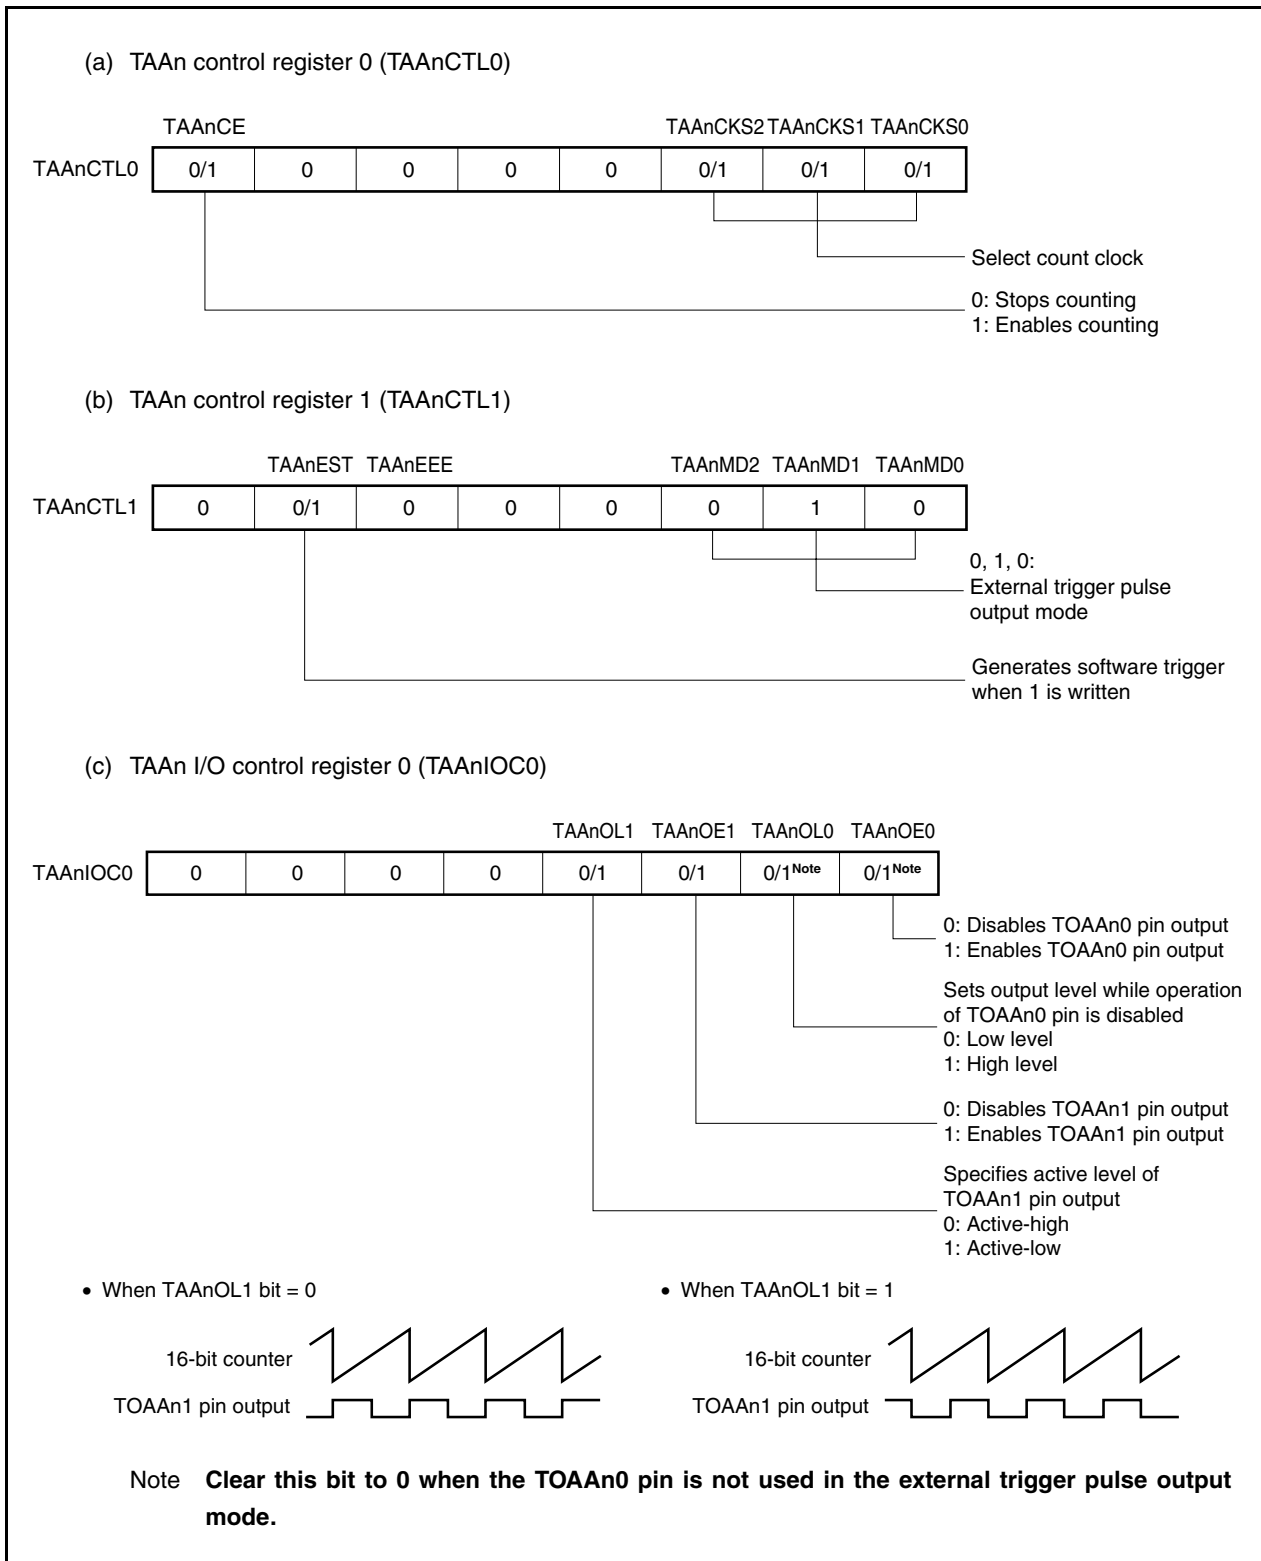 (a) TAAn control register 0 (TAAnCTL0)
TAAnCE TAAnCKS2 TAAnCKS1 TAAnCKS0
TAAnCTL0 0/1 0 0 0 0 0/1 0/1 0/1
Select count clock
0: Stops counting
1: Enables counting
(b) TAAn control register 1 (TAAnCTL1)
TAAnEST TAAnEEE TAAnMD2 TAAnMD1 TAAnMD0
TAAnCTL1 0 0/1 0 0 0 0 1 0
0, 1, 0:
External trigger pulse
output mode
Generates software trigger
when 1 is written
(c) TAAn I/O control register 0 (TAAnIOC0)
TAAnOL1 TAAnOE1 TAAnOL0 TAAnOE0
TAAnIOC0 0 0 0 0 0/1 0/1 0/1Note 0/1Note
0: Disables TOAAn0 pin output
1: Enables TOAAn0 pin output
Sets output level while operation
of TOAAn0 pin is disabled
0: Low level
1: High level
0: Disables TOAAn1 pin output
1: Enables TOAAn1 pin output
Specifies active level of
TOAAn1 pin output
0: Active-high
1: Active-low
• When TAAnOL1 bit = 0
16-bit counter
TOAAn1 pin output
• When TAAnOL1 bit = 1
16-bit counter
TOAAn1 pin output
Note Clear this bit to 0 when the TOAAn0 pin is not used in the external trigger pulse output
mode.